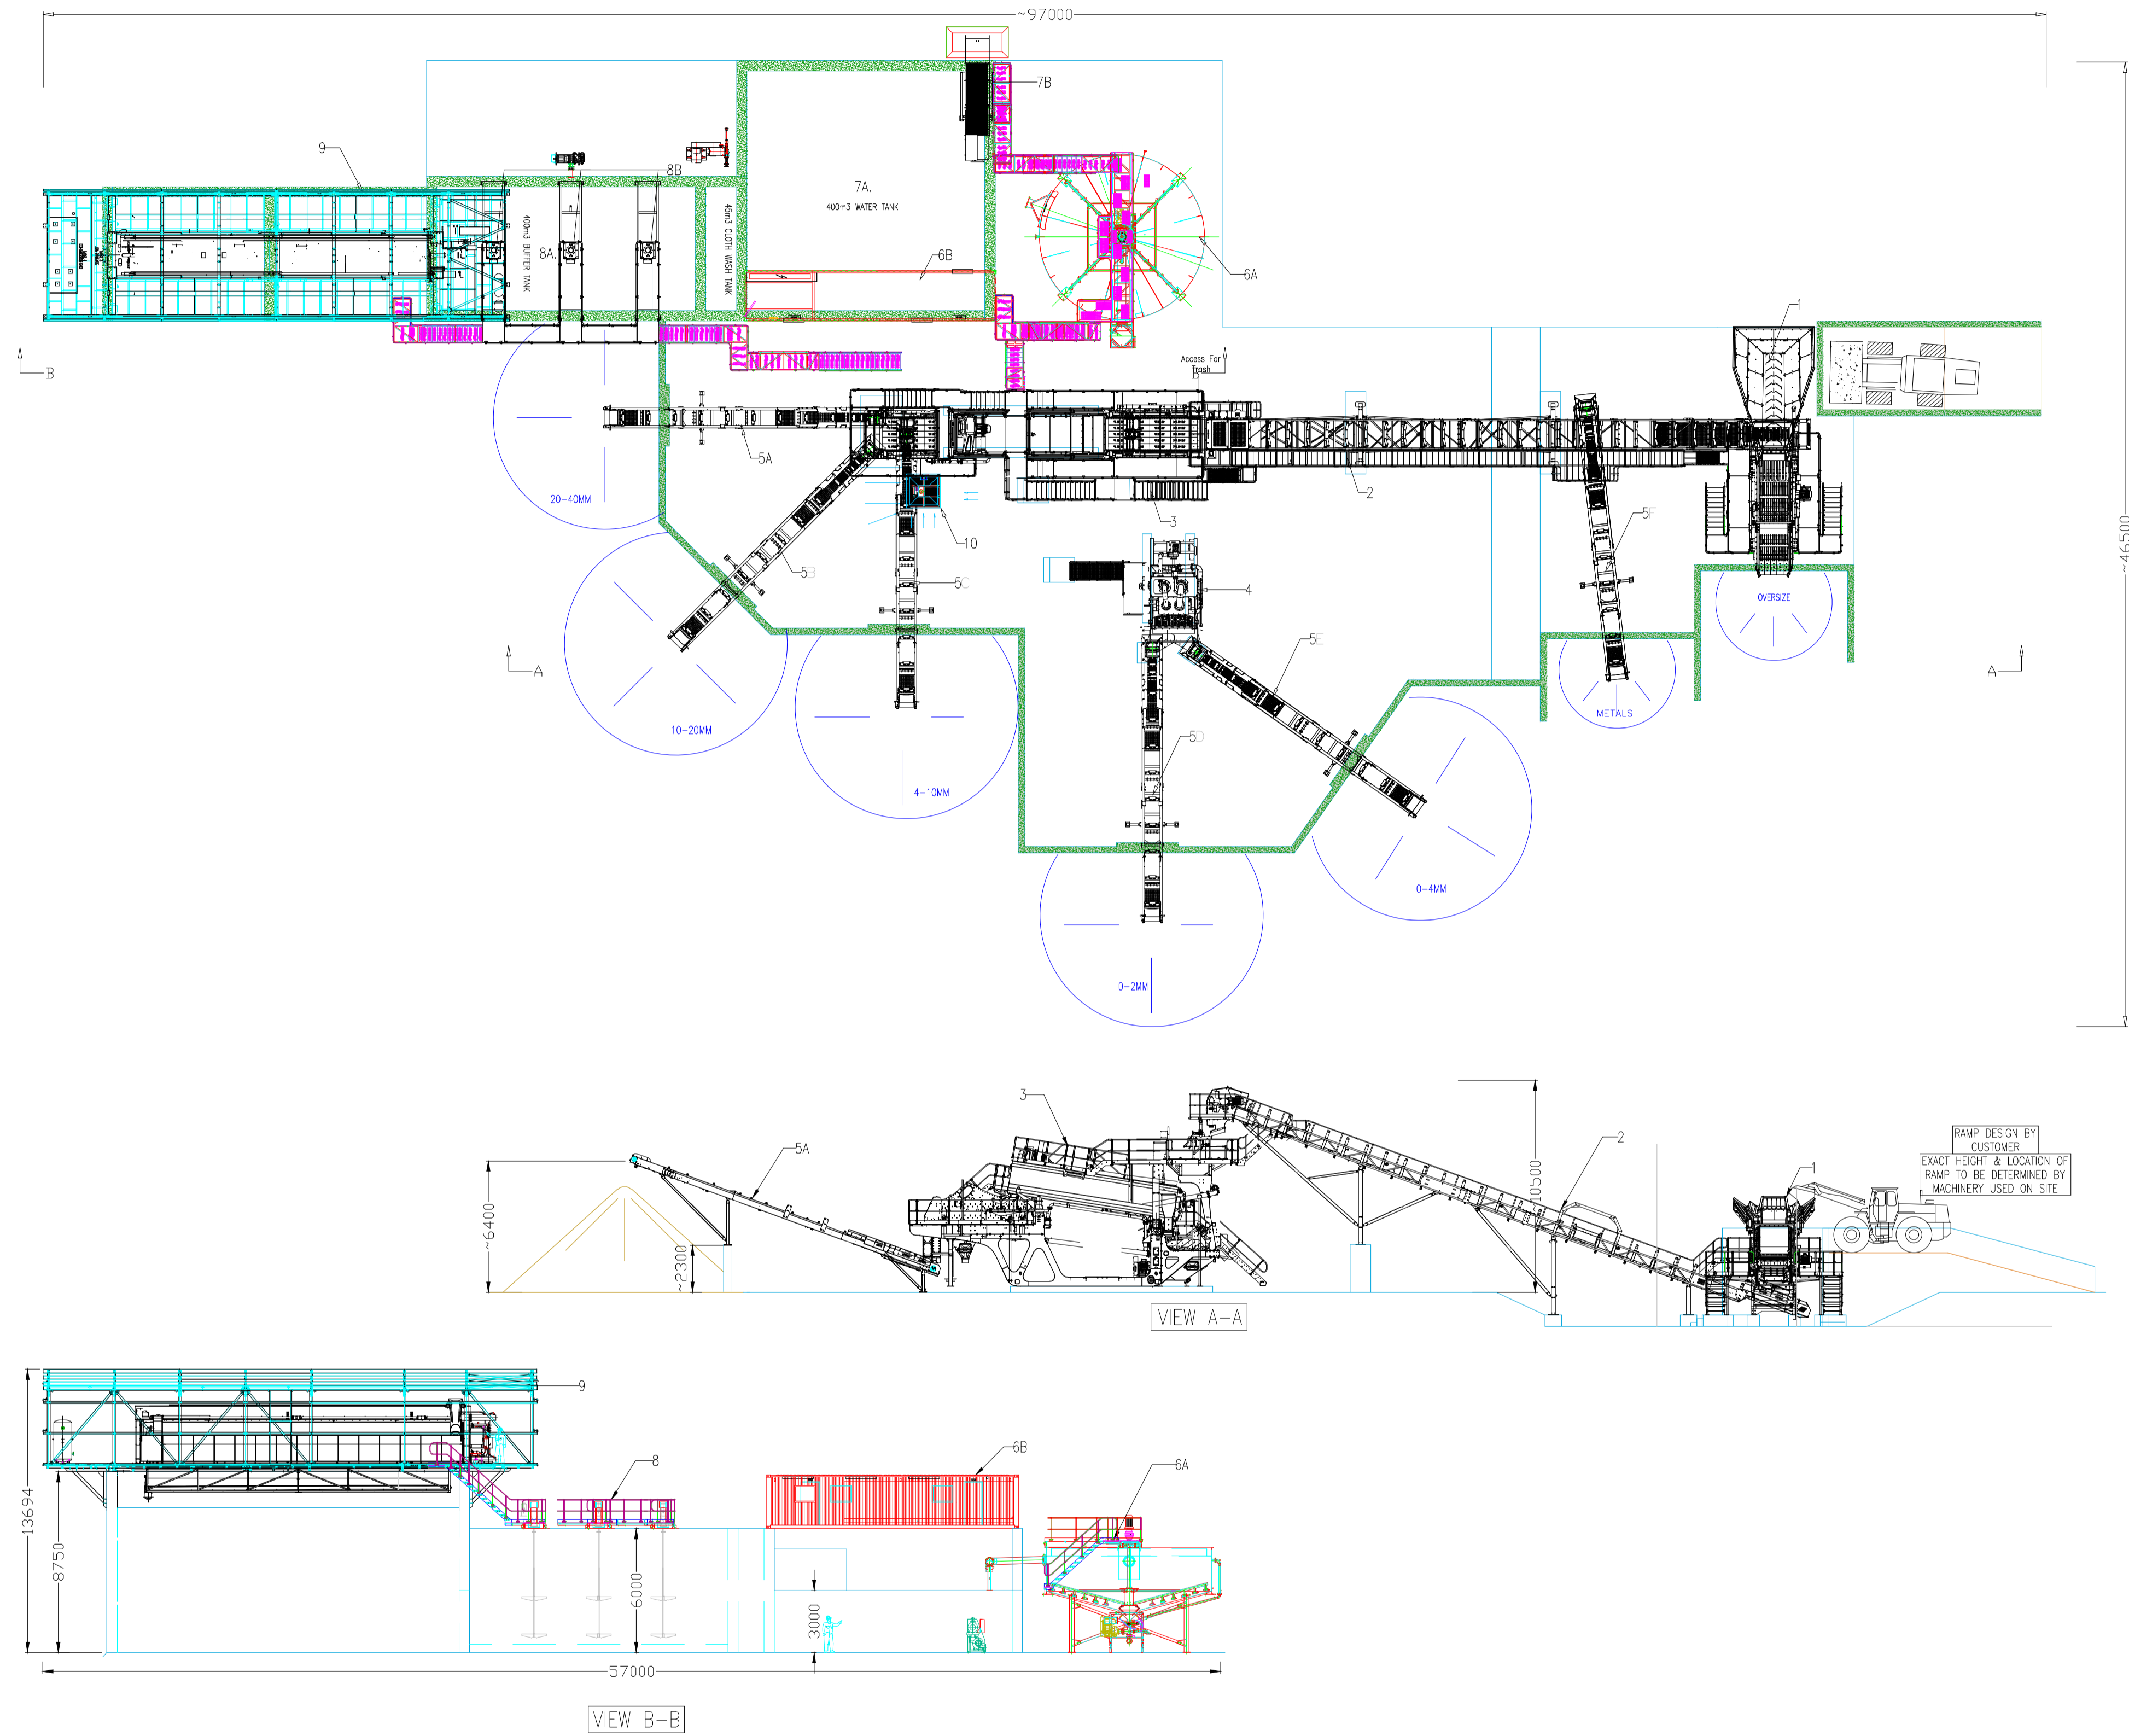 ~97000
7B
9
8B
7A.
400m3 WATER TANK
45m3 CLOTH WASH TANK
400m3 BUFFER TANK
8A.
6B
6A
1
~46500
B
Access For
Trash
5A
20-40MM
2
3
10
5F
5B
5C
4
OVERSIZE
5E
A
A
10-20MM
METALS
5D
4-10MM
0-4MM
0-2MM
3
5A
2
1
RAMP DESIGN BY
CUSTOMER
EXACT HEIGHT & LOCATION OF
RAMP TO BE DETERMINED BY
MACHINERY USED ON SITE
10500
~6400
~2300
VIEW A-A
9
8
6B
6A
13694
8750
6000
3000
57000
VIEW B-B